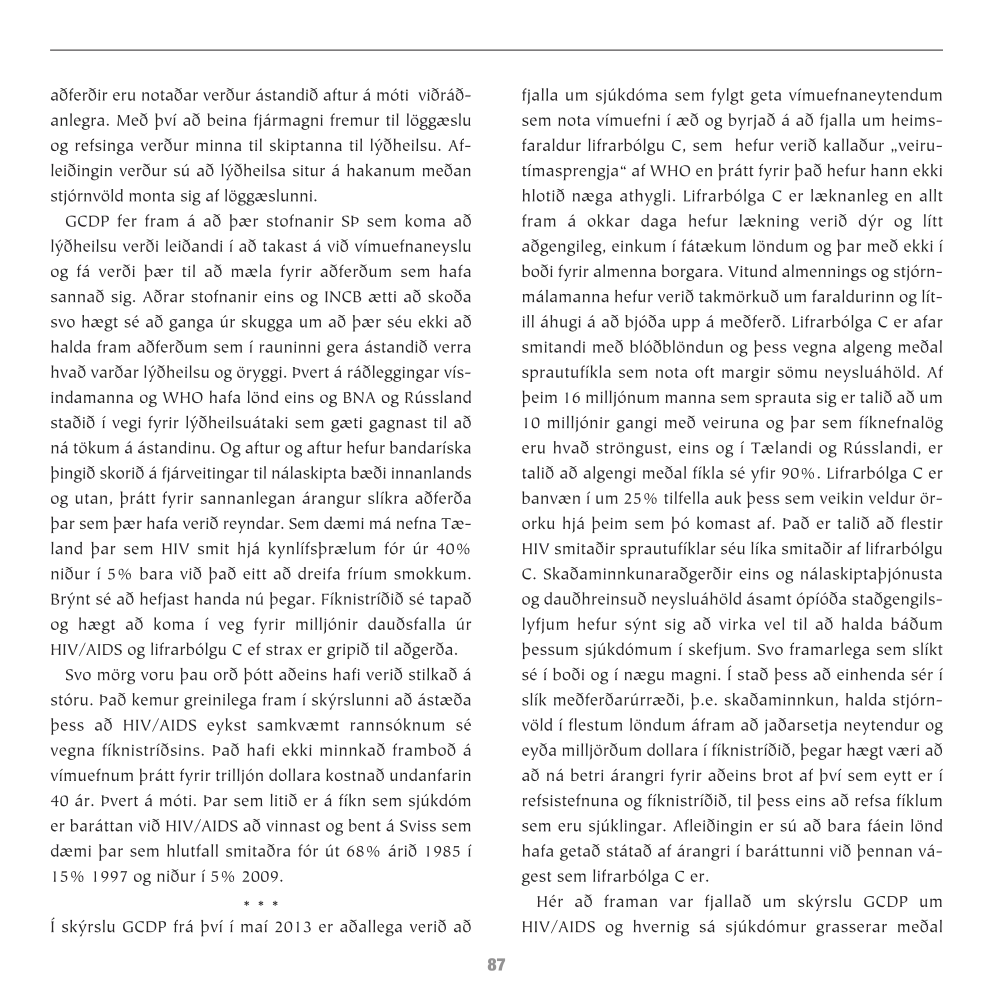 aðferðir eru notaðar verður ástandið aftur á móti  viðráð-
anlegra. Með því að beina fjármagni fremur til löggæslu
og refsinga verður minna til skiptanna til lýðheilsu. Af-
leiðingin verður sú að lýðheilsa situr á hakanum meðan
stjórnvöld monta sig af löggæslunni.
GCDP fer fram á að þær stofnanir SÞ sem koma að
lýðheilsu verði leiðandi í að takast á við vímuefnaneyslu
og fá verði þær til að mæla fyrir aðferðum sem hafa
sannað sig. Aðrar stofnanir eins og INCB ætti að skoða
svo hægt sé að ganga úr skugga um að þær séu ekki að
halda fram aðferðum sem í rauninni gera ástandið verra
hvað varðar lýðheilsu og öryggi. Þvert á ráðleggingar vís-
indamanna og WHO hafa lönd eins og BNA og Rússland
staðið í vegi fyrir lýðheilsuátaki sem gæti gagnast til að
ná tökum á ástandinu. Og aftur og aftur hefur bandaríska
þingið skorið á fjárveitingar til nálaskipta bæði innanlands
og utan, þrátt fyrir sannanlegan árangur slíkra aðferða
þar sem þær hafa verið reyndar. Sem dæmi má nefna Tæ-
land þar sem HIV smit hjá kynlífsþrælum fór úr 40%
niður í 5% bara við það eitt að dreifa fríum smokkum.
Brýnt sé að hefjast handa nú þegar. Fíknistríðið sé tapað
og hægt að koma í veg fyrir milljónir dauðsfalla úr
HIV/AIDS og lifrarbólgu C ef strax er gripið til aðgerða.
Svo mörg voru þau orð þótt aðeins hafi verið stilkað á
stóru. Það kemur greinilega fram í skýrslunni að ástæða
þess að HIV/AIDS eykst samkvæmt rannsóknum sé
vegna fíknistríðsins. Það hafi ekki minnkað framboð á
vímuefnum þrátt fyrir trilljón dollara kostnað undanfarin
40 ár. Þvert á móti. Þar sem litið er á fíkn sem sjúkdóm
er baráttan við HIV/AIDS að vinnast og bent á Sviss sem
dæmi þar sem hlutfall smitaðra fór út 68% árið 1985 í
15% 1997 og niður í 5% 2009.
* * *
Í skýrslu GCDP frá því í maí 2013 er aðallega verið að
fjalla um sjúkdóma sem fylgt geta vímuefnaneytendum
sem nota vímuefni í æð og byrjað á að fjalla um heims-
faraldur lifrarbólgu C, sem  hefur verið kallaður „veiru-
tímasprengja“ af WHO en þrátt fyrir það hefur hann ekki
hlotið næga athygli. Lifrarbólga C er læknanleg en allt
fram á okkar daga hefur lækning verið dýr og lítt
aðgengileg, einkum í fátækum löndum og þar með ekki í
boði fyrir almenna borgara. Vitund almennings og stjórn-
málamanna hefur verið takmörkuð um faraldurinn og lít-
ill áhugi á að bjóða upp á meðferð. Lifrarbólga C er afar
smitandi með blóðblöndun og þess vegna algeng meðal
sprautufíkla sem nota oft margir sömu neysluáhöld. Af
þeim 16 milljónum manna sem sprauta sig er talið að um
10 milljónir gangi með veiruna og þar sem fíknefnalög
eru hvað ströngust, eins og í Tælandi og Rússlandi, er
talið að algengi meðal fíkla sé yfir 90%. Lifrarbólga C er
banvæn í um 25% tilfella auk þess sem veikin veldur ör-
orku hjá þeim sem þó komast af. Það er talið að flestir
HIV smitaðir sprautufíklar séu líka smitaðir af lifrarbólgu
C. Skaðaminnkunaraðgerðir eins og nálaskiptaþjónusta
og dauðhreinsuð neysluáhöld ásamt ópíóða staðgengils-
lyfjum hefur sýnt sig að virka vel til að halda báðum
þessum sjúkdómum í skefjum. Svo framarlega sem slíkt
sé í boði og í nægu magni. Í stað þess að einhenda sér í
slík meðferðarúrræði, þ.e. skaðaminnkun, halda stjórn-
völd í flestum löndum áfram að jaðarsetja neytendur og
eyða milljörðum dollara í fíknistríðið, þegar hægt væri að
að ná betri árangri fyrir aðeins brot af því sem eytt er í
refsistefnuna og fíknistríðið, til þess eins að refsa fíklum
sem eru sjúklingar. Afleiðingin er sú að bara fáein lönd
hafa getað státað af árangri í baráttunni við þennan vá-
gest sem lifrarbólga C er.
Hér að framan var fjallað um skýrslu GCDP um
HIV/AIDS og hvernig sá sjúkdómur grasserar meðal
87